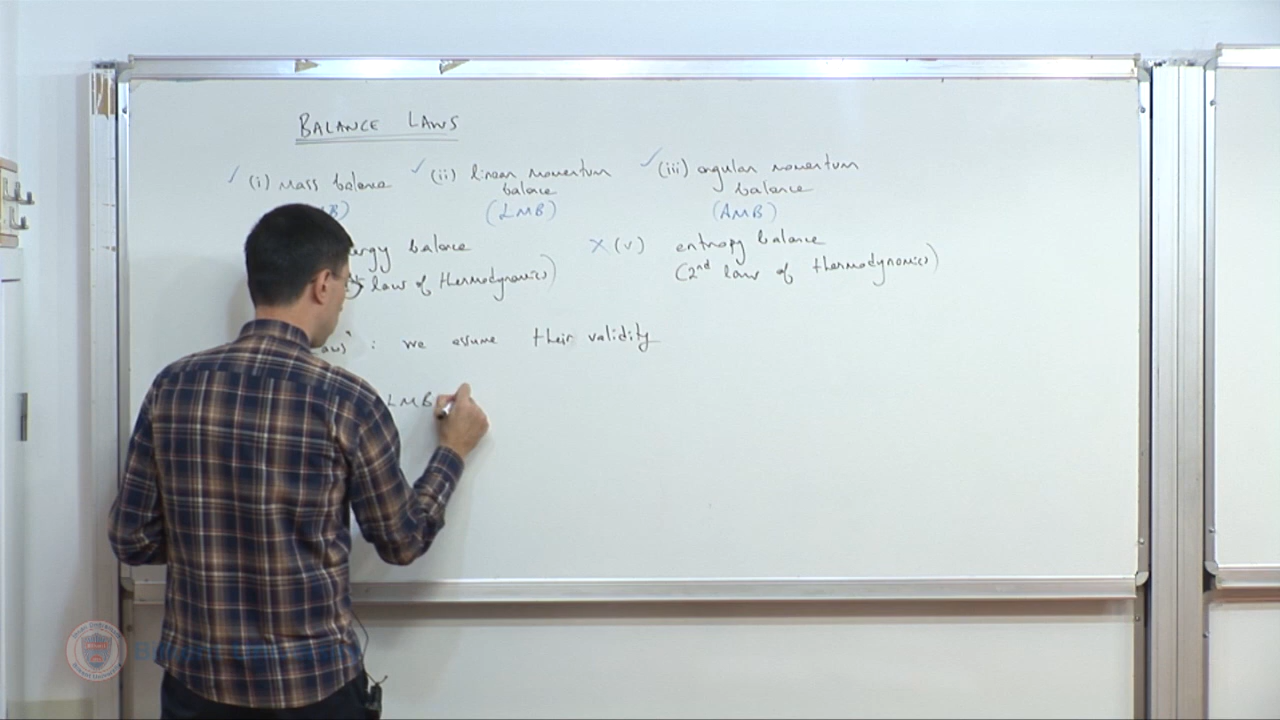 BALANCE LAWS
✓ (i) mass balance ✓ (ii) linear momentum balance ✓ (iii) angular momentum balance
B) (LMB) (AMB)
ergy balance × (v) entropy balance
law of thermodynamics) (2nd law of thermodynamics)
aws" : we assume their validity
LMB